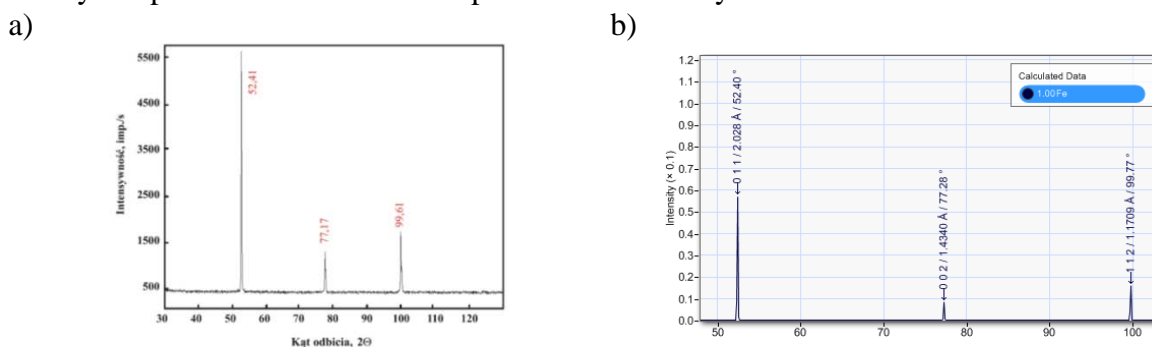 a)
b)
5500
4500
3500
2500
1500
500
30 40 50 60 70 80 90 100 110 120
Intensywność, imp./s
Kąt odbicia, 2Θ
52,41
77,17
99,61
1.2
1.1
1.0
0.9
0.8
0.7
0.6
0.5
0.4
0.3
0.2
0.1
0.0
50 60 70 80 90 100
Intensity (× 0.1)
0 1 1 / 2.028 Å / 52.40 °
0 0 2 / 1.4340 Å / 77.28 °
1 1 2 / 1.1709 Å / 99.77 °
Calculated Data
1.00 Fe